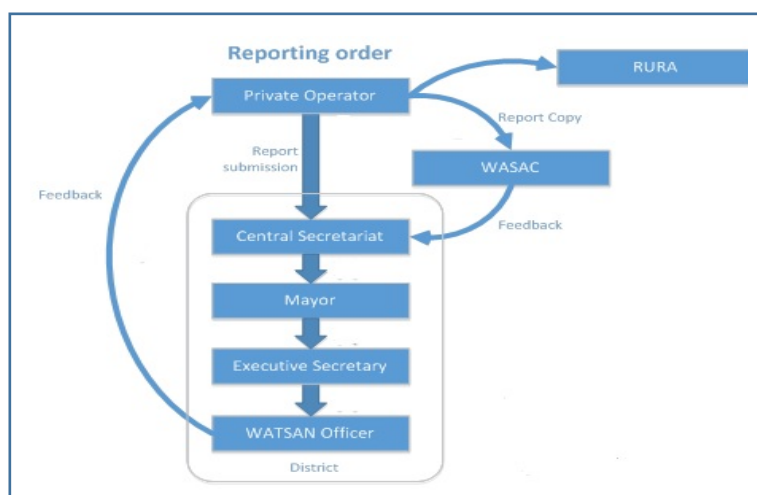 Reporting order
RURA
Private Operator
Report Copy
Report
submission
WASAC
Feedback
Feedback
Central Secretariat
Mayor
Executive Secretary
WATSAN Officer
District